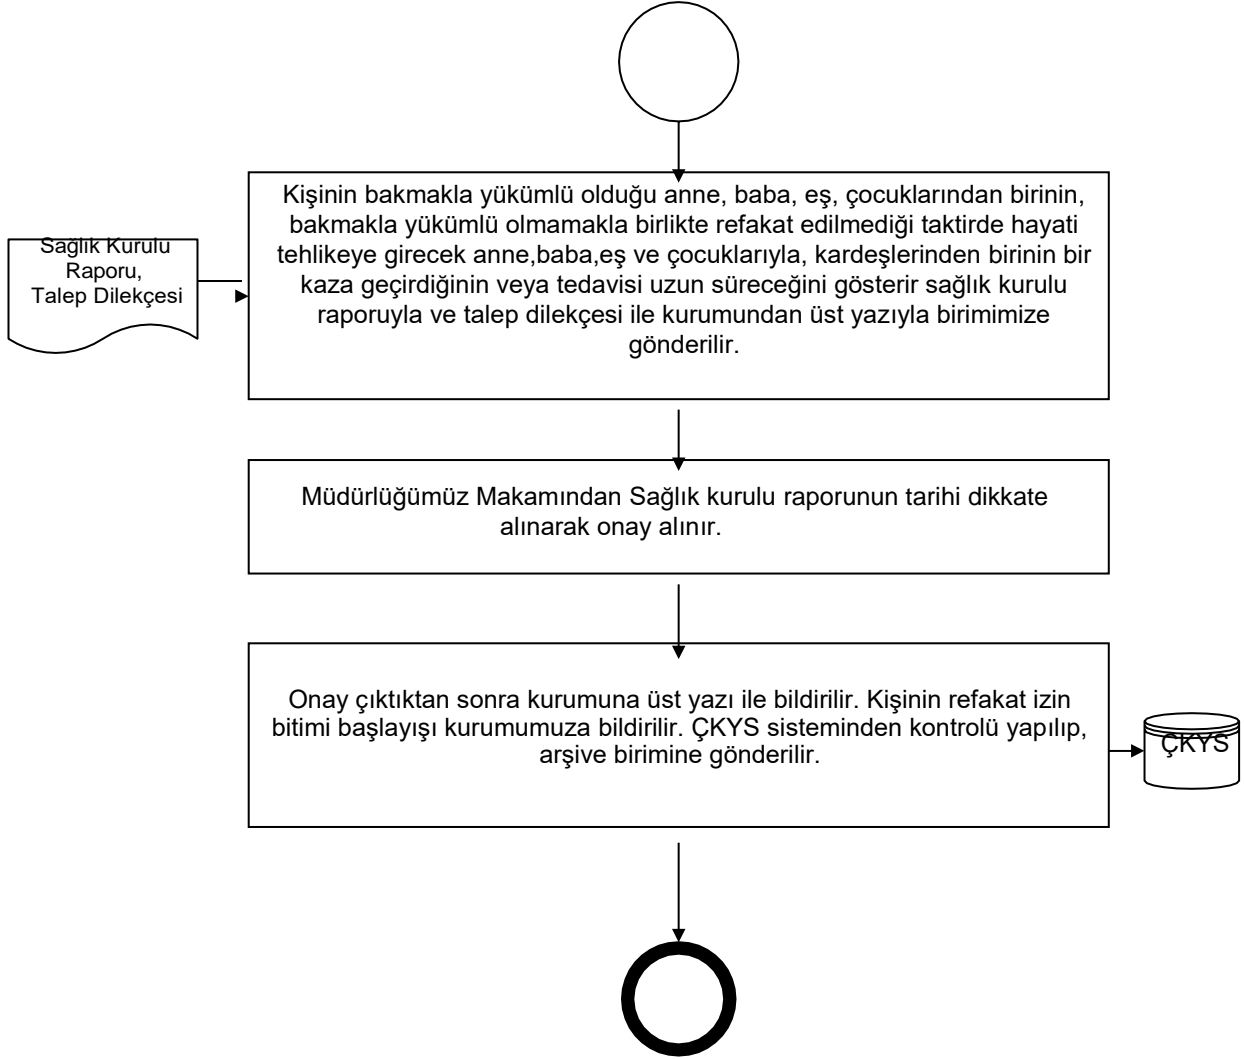 Kişinin bakmakla yükümlü olduğu anne, baba, eş, çocuklarından birinin,
bakmakla yükümlü olmamakla birlikte refakat edilmediği taktirde hayati
tehlikeye girecek anne,baba,eş ve çocuklarıyla, kardeşlerinden birinin bir
kaza geçirdiğinin veya tedavisi uzun süreceğini gösterir sağlık kurulu
raporuyla ve talep dilekçesi ile kurumundan üst yazıyla birimimize
gönderilir.
Sağlık Kurulu
Raporu,
Talep Dilekçesi
Müdürlüğümüz Makamından Sağlık kurulu raporunun tarihi dikkate
alınarak onay alınır.
Onay çıktıktan sonra kurumuna üst yazı ile bildirilir. Kişinin refakat izin
bitimi başlayışı kurumumuza bildirilir. ÇKYS sisteminden kontrolü yapılıp,
arşive birimine gönderilir.
ÇKYS